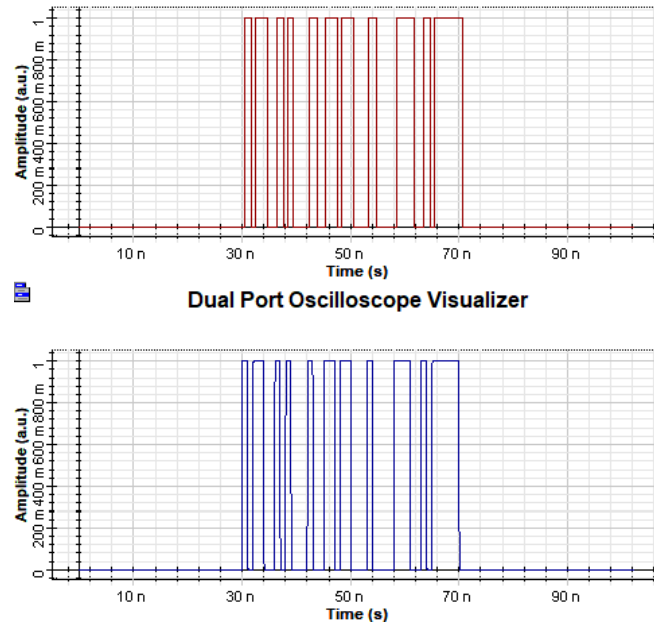 Amplitude (a.u.)
0 200 m 400 m 600 m 800 m 1
10 n 30 n 50 n 70 n 90 n
Time (s)
Dual Port Oscilloscope Visualizer
Amplitude (a.u.)
0 200 m 400 m 600 m 800 m 1
10 n 30 n 50 n 70 n 90 n
Time (s)